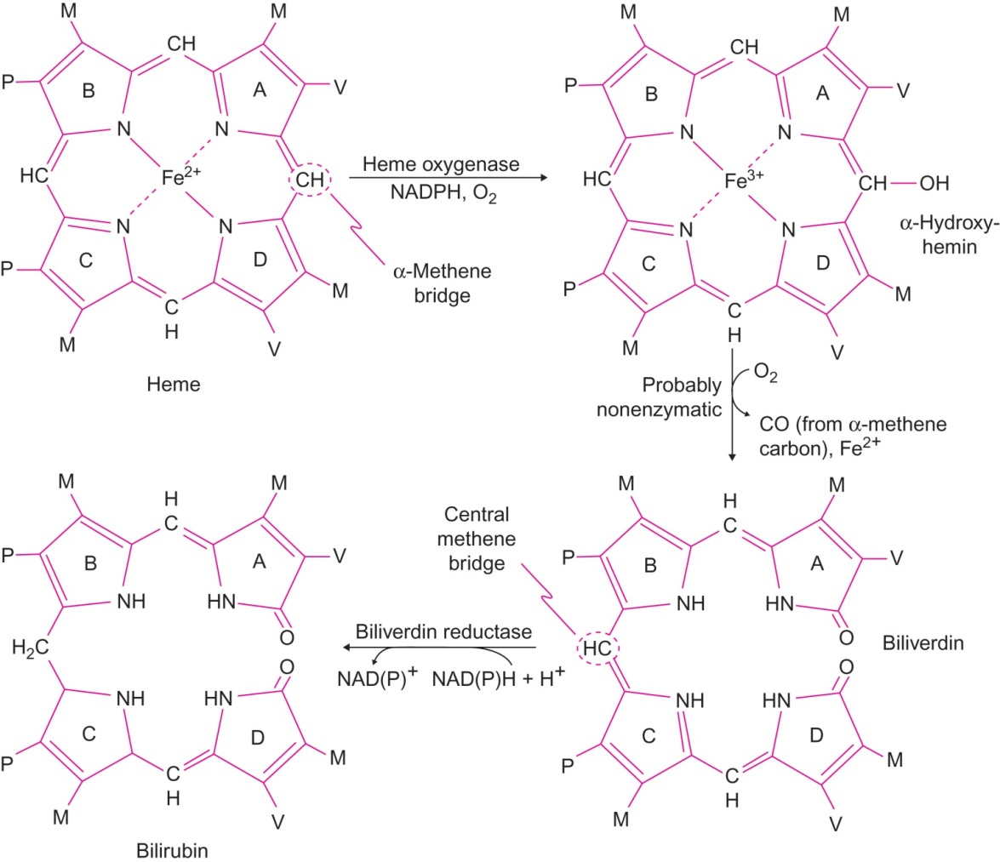 M
M
CH
P
B
A
V
N
N
HC
Fe2+
CH
N
N
C
D
P
M
C
H
M
V
Heme
α-Methene
bridge
Heme oxygenase
NADPH, O2
M
M
CH
P
B
A
V
N
N
HC
Fe3+
CH
OH
α-Hydroxy-
hemin
N
N
C
D
P
M
C
H
M
V
Probably
nonenzymatic
O2
CO (from α-methene
carbon), Fe2+
M
M
H
C
P
B
A
V
NH
HN
O
H2C
O
NH
HN
C
D
P
M
C
H
M
V
Bilirubin
Central
methene
bridge
Biliverdin reductase
NAD(P)+ NAD(P)H + H+
M
M
H
C
P
B
A
V
NH
HN
O
HC
Biliverdin
O
NH
HN
C
D
P
M
C
H
M
V